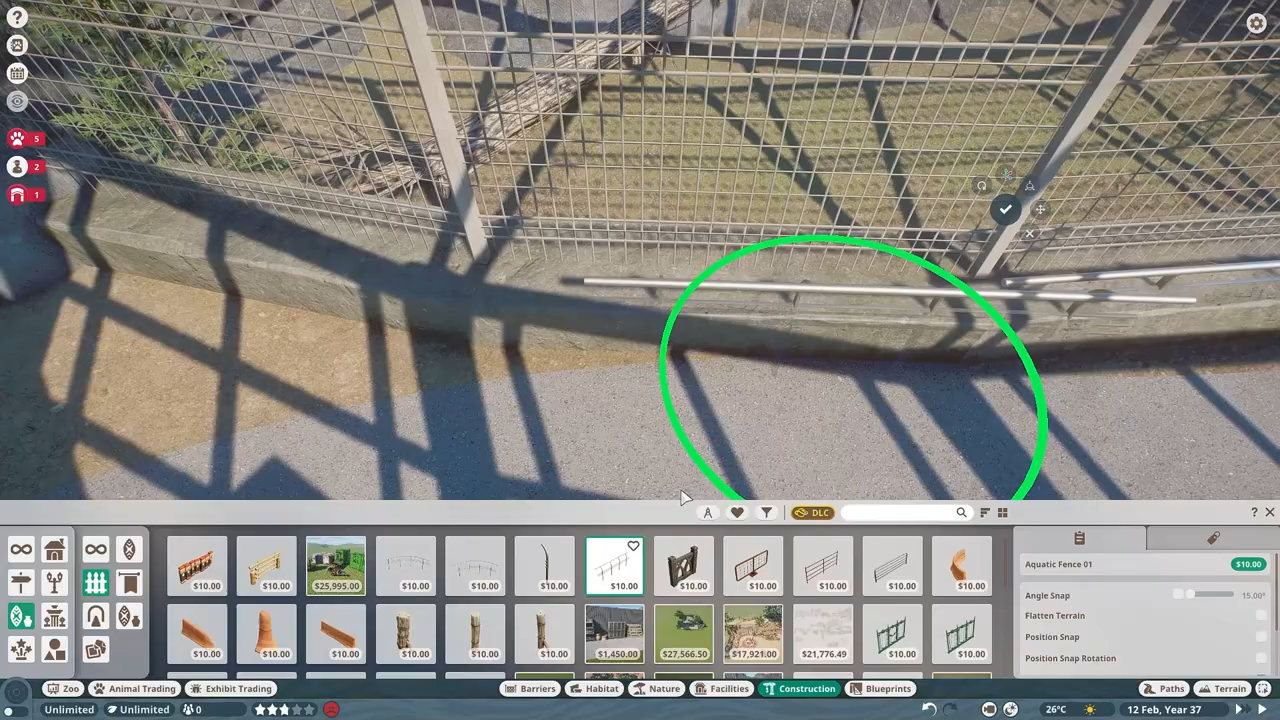 ?
5
2
1
DLC
?
$10.00 $10.00 $25,995.00 $10.00 $10.00 $10.00 $10.00 $10.00 $10.00 $10.00 $10.00 $10.00
$10.00 $10.00 $10.00 $10.00 $10.00 $10.00 $1,450.00 $27,566.50 $17,921.00 $21,776.49 $10.00 $10.00
Aquatic Fence 01 $10.00
Angle Snap 15.00°
Flatten Terrain
Position Snap
Position Snap Rotation
Zoo Animal Trading Exhibit Trading Barriers Habitat Nature Facilities Construction Blueprints Paths Terrain
Unlimited Unlimited 0 26°C 12 Feb, Year 37